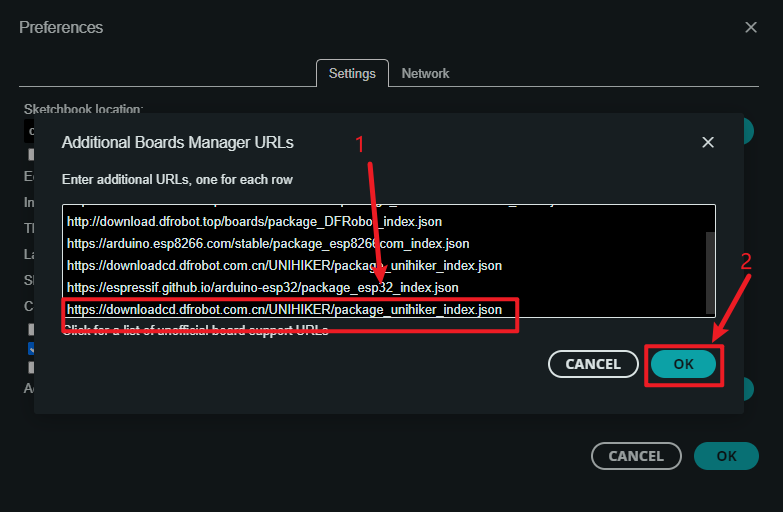 Preferences
Settings
Network
Sketchbook location:
Additional Boards Manager URLs
1
Enter additional URLs, one for each row
http://download.dfrobot.top/boards/package_DFRobot_index.json
https://arduino.esp8266.com/stable/package_esp8266com_index.json
https://downloadcd.dfrobot.com.cn/UNIHIKER/package_unihiker_index.json
https://espressif.github.io/arduino-esp32/package_esp32_index.json
https://downloadcd.dfrobot.com.cn/UNIHIKER/package_unihiker_index.json
Click for a list of unofficial board support URLs
2
CANCEL
OK
CANCEL
OK